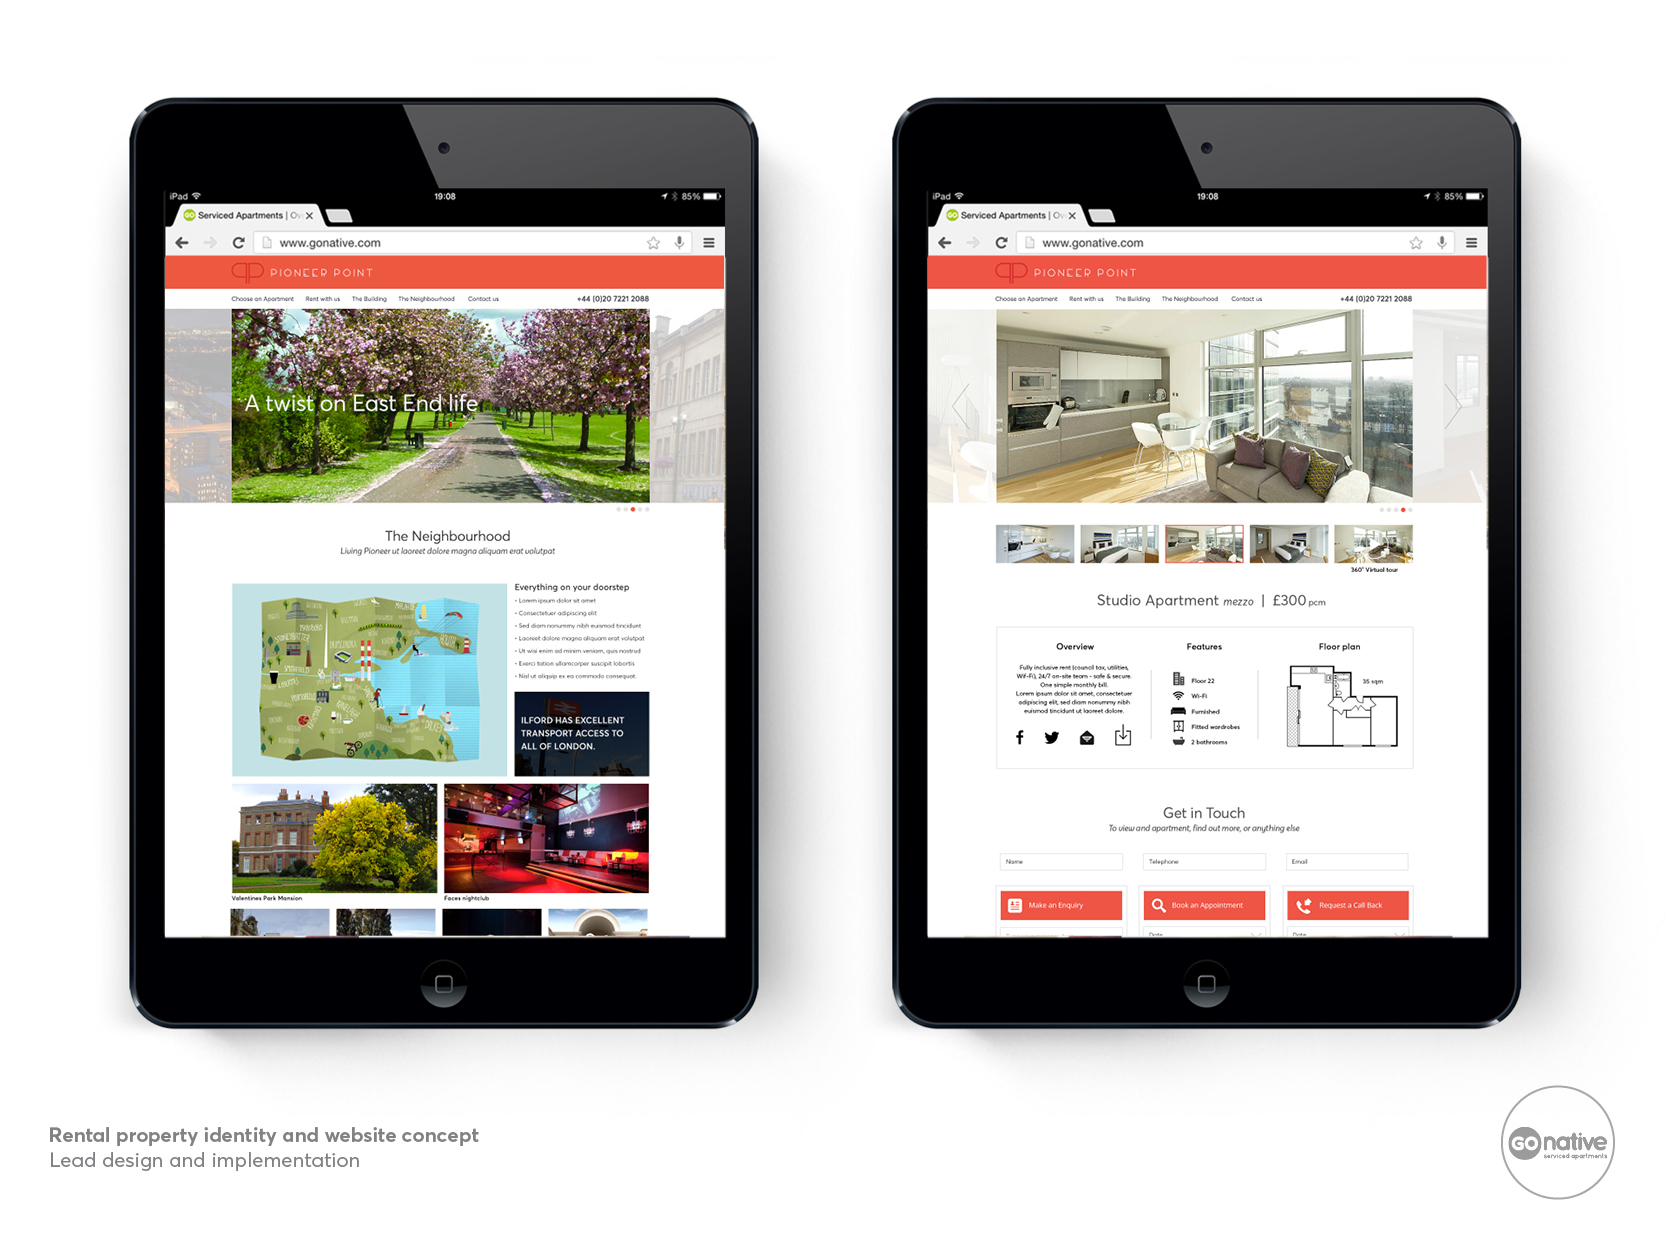 iPad
19:08
85%
GO Serviced Apartments | Ov
www.gonative.com
PIONEER POINT
Choose an Apartment Rent with us The Building The Neighbourhood Contact us +44 (0)20 7221 2088
A twist on East End life
The Neighbourhood
Living Pioneer ut laoreet dolore magna aliquam erat volutpat
Everything on your doorstep
• Lorem ipsum dolor sit amet
• Consectetuer adipiscing elit
• Sed diam nonummy nibh euismod tincidunt
• Laoreet dolore magna aliquam erat volutpat
• Ut wisi enim ad minim veniam, quis nostrud
• Exerci tation ullamcorper suscipit lobortis
• Nisl ut aliquip ex ea commodo consequat.
ILFORD HAS EXCELLENT
TRANSPORT ACCESS TO
ALL OF LONDON.
Valentines Park Mansion
Faces nightclub
iPad
19:08
85%
GO Serviced Apartments | Ov
www.gonative.com
PIONEER POINT
Choose an Apartment Rent with us The Building The Neighbourhood Contact us +44 (0)20 7221 2088
360° Virtual tour
Studio Apartment mezzo | £300 pcm
Overview
Fully inclusive rent (council tax, utilities,
Wif-Fi), 24/7 on-site team - safe & secure.
One simple monthly bill.
Lorem ipsum dolor sit amet, consectetuer
adipiscing elit, sed diam nonummy nibh
euismod tincidunt ut laoreet dolore.
Features
Floor 22
Wi-Fi
Furnished
Fitted wardrobes
2 bathrooms
Floor plan
35 sqm
Get in Touch
To view and apartment, find out more, or anything else
Name
Telephone
Email
Make an Enquiry
Book an Appointment
Request a Call Back
Date
Date
Rental property identity and website concept
Lead design and implementation
GO native
serviced apartments